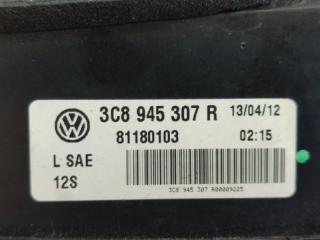 3C8 945 307 R 13/04/12
81180103 02:15
L SAE
12S
3C8 945 307 R00009225